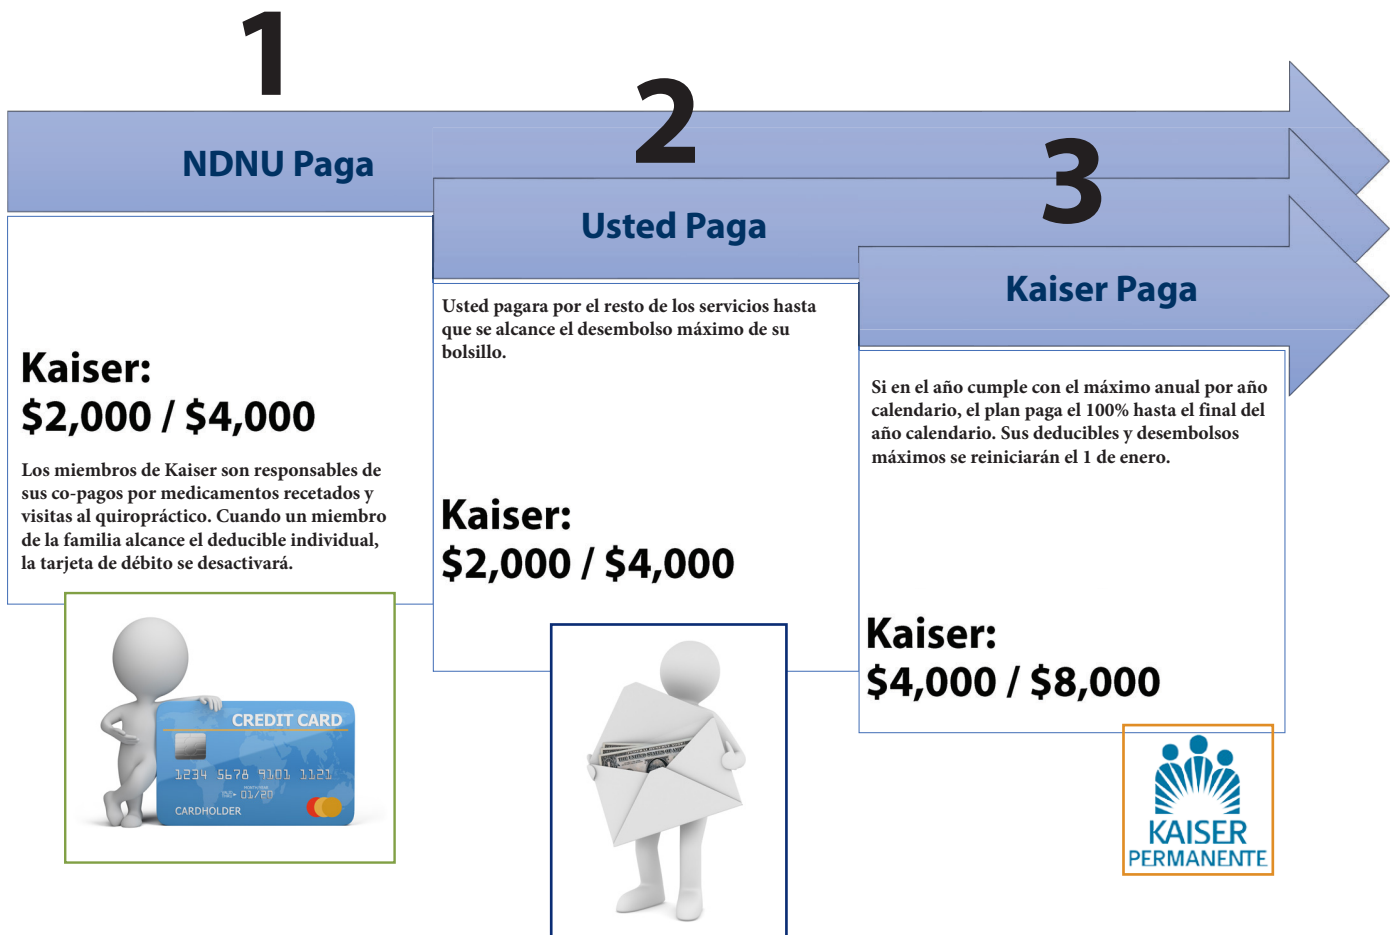 1
NDNU Paga
Kaiser:
$2,000 / $4,000
Los miembros de Kaiser son responsables de
sus co-pagos por medicamentos recetados y
visitas al quiropráctico. Cuando un miembro
de la familia alcance el deducible individual,
la tarjeta de débito se desactivará.
CREDIT CARD
1234 5678 9101 1121
01/20
CARDHOLDER
2
Usted Paga
Usted pagara por el resto de los servicios hasta
que se alcance el desembolso máximo de su
bolsillo.
Kaiser:
$2,000 / $4,000
3
Kaiser Paga
Si en el año cumple con el máximo anual por año
calendario, el plan paga el 100% hasta el final del
año calendario. Sus deducibles y desembolsos
máximos se reiniciarán el 1 de enero.
Kaiser:
$4,000 / $8,000
KAISER
PERMANENTE